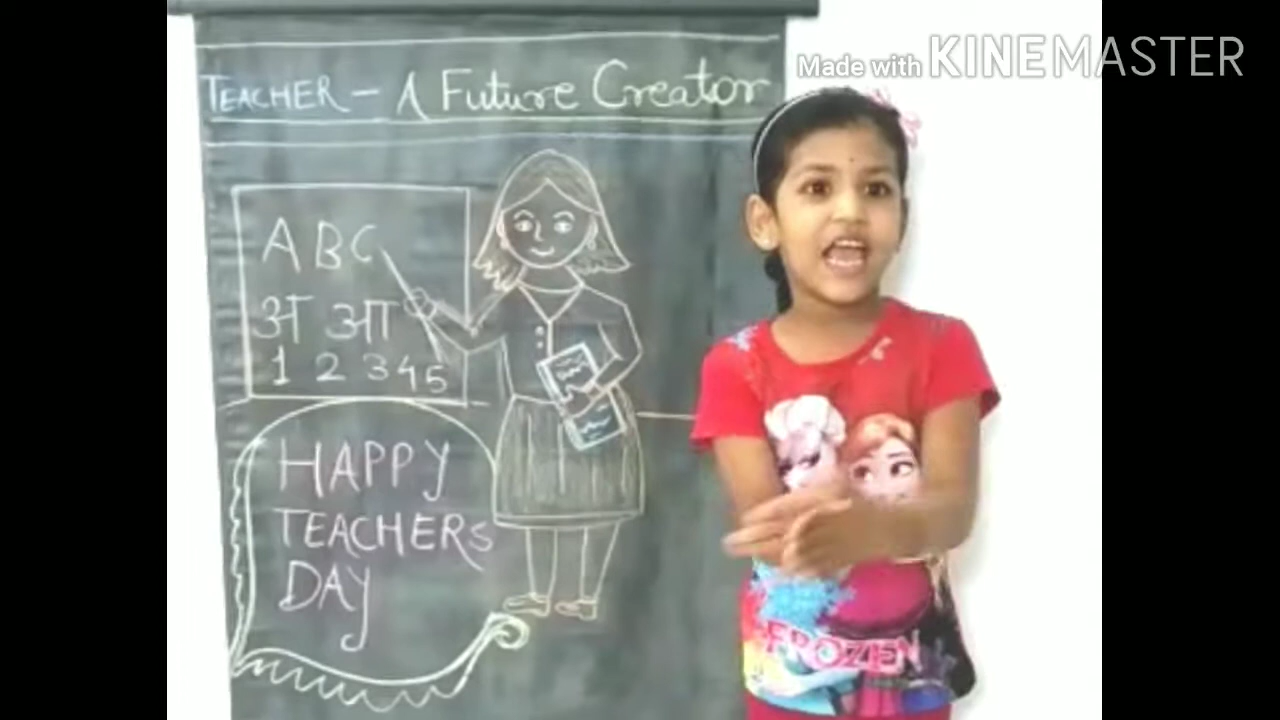 Made with KINEMASTER
TEACHER - A Future Creator
A B C
अ आ
1 2 3 4 5
HAPPY
TEACHERS
DAY
FROZEN